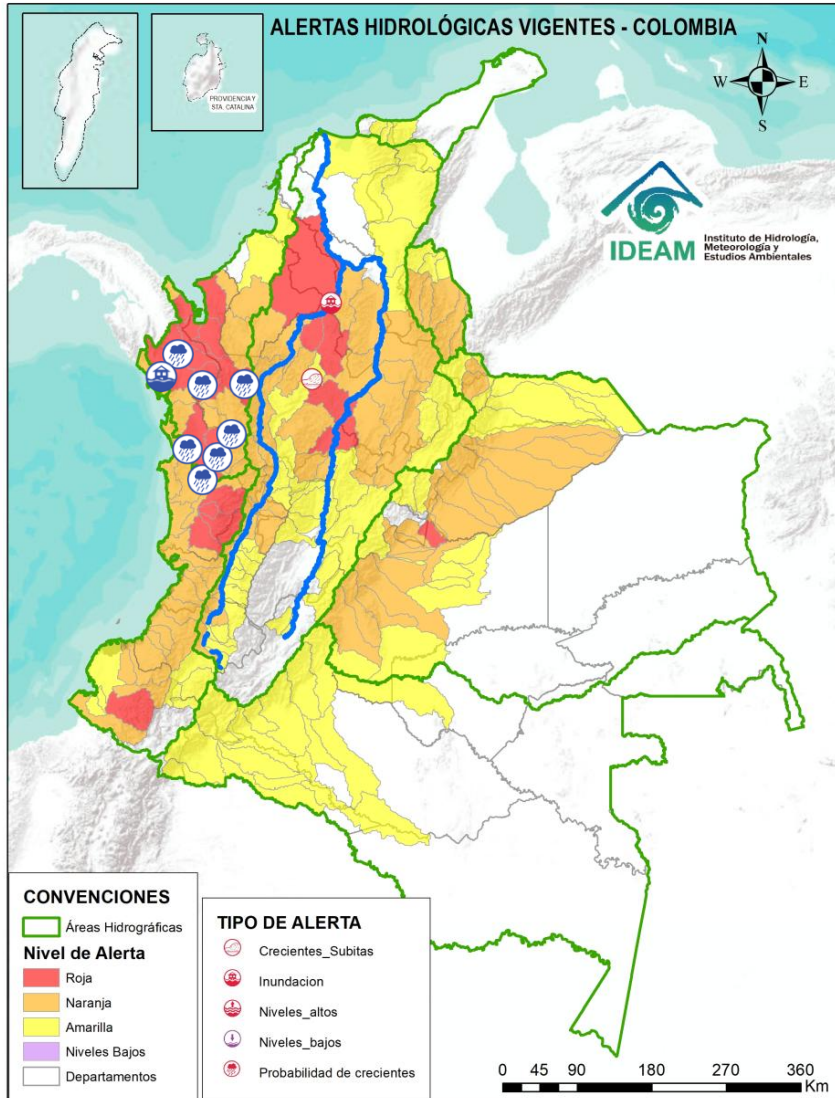 ALERTAS HIDROLÓGICAS VIGENTES - COLOMBIA
PROVIDENCIA Y
STA. CATALINA
N
W
E
S
IDEAM
Instituto de Hidrología,
Meteorología y
Estudios Ambientales
CONVENCIONES
Áreas Hidrográficas
Nivel de Alerta
Roja
Naranja
Amarilla
Niveles Bajos
Departamentos
TIPO DE ALERTA
Crecientes_Subitas
Inundacion
Niveles_altos
Niveles_bajos
Probabilidad de crecientes
0 45 90 180 270 360
Km